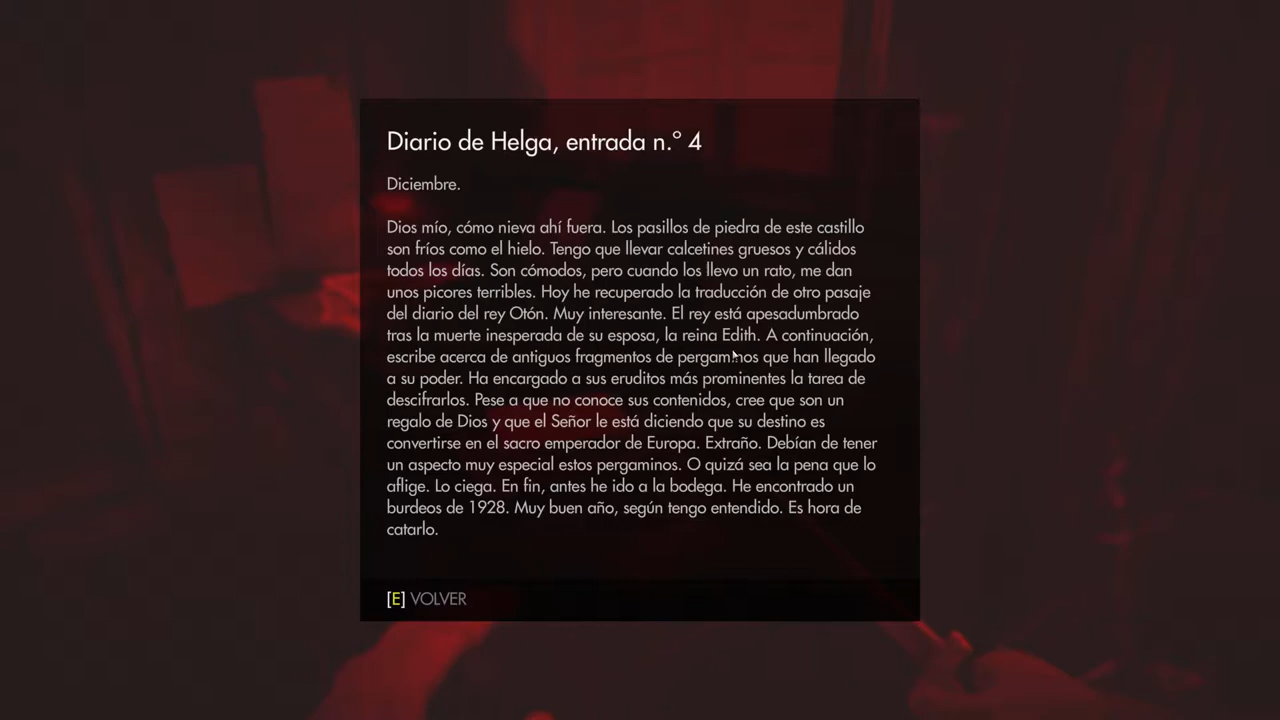 Diario de Helga, entrada n.° 4
Diciembre.
Dios mío, cómo nieva ahí fuera. Los pasillos de piedra de este castillo
son fríos como el hielo. Tengo que llevar calcetines gruesos y cálidos
todos los días. Son cómodos, pero cuando los llevo un rato, me dan
unos picores terribles. Hoy he recuperado la traducción de otro pasaje
del diario del rey Otón. Muy interesante. El rey está apesadumbrado
tras la muerte inesperada de su esposa, la reina Edith. A continuación,
escribe acerca de antiguos fragmentos de pergaminos que han llegado
a su poder. Ha encargado a sus eruditos más prominentes la tarea de
descifrarlos. Pese a que no conoce sus contenidos, cree que son un
regalo de Dios y que el Señor le está diciendo que su destino es
convertirse en el sacro emperador de Europa. Extraño. Debían de tener
un aspecto muy especial estos pergaminos. O quizá sea la pena que lo
aflige. Lo ciega. En fin, antes he ido a la bodega. He encontrado un
burdeos de 1928. Muy buen año, según tengo entendido. Es hora de
catarlo.
[E] VOLVER